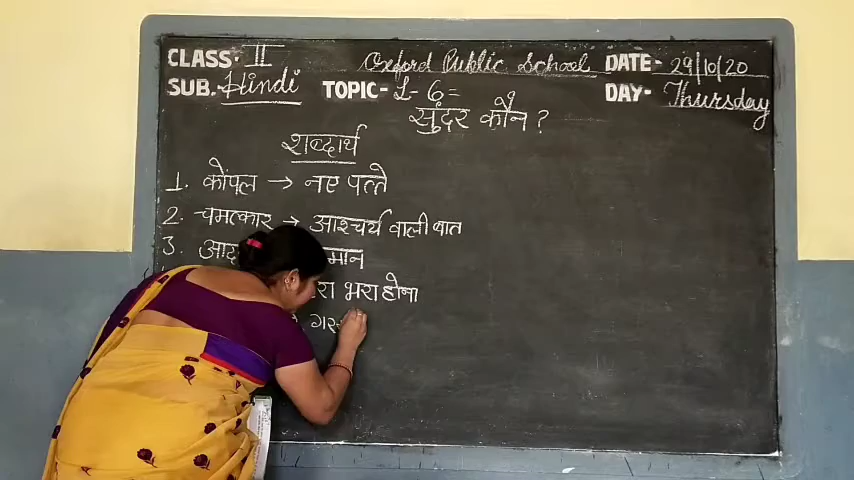 CLASS- II Oxford Public School DATE- 29/10/20
SUB.- Hindi TOPIC- L- 6 = DAY- Thursday
सुंदर कौन ?
शब्दार्थ
1. कोंपल → नए पत्ते
2. चमत्कार → आश्चर्य वाली बात
3.
भरा होना